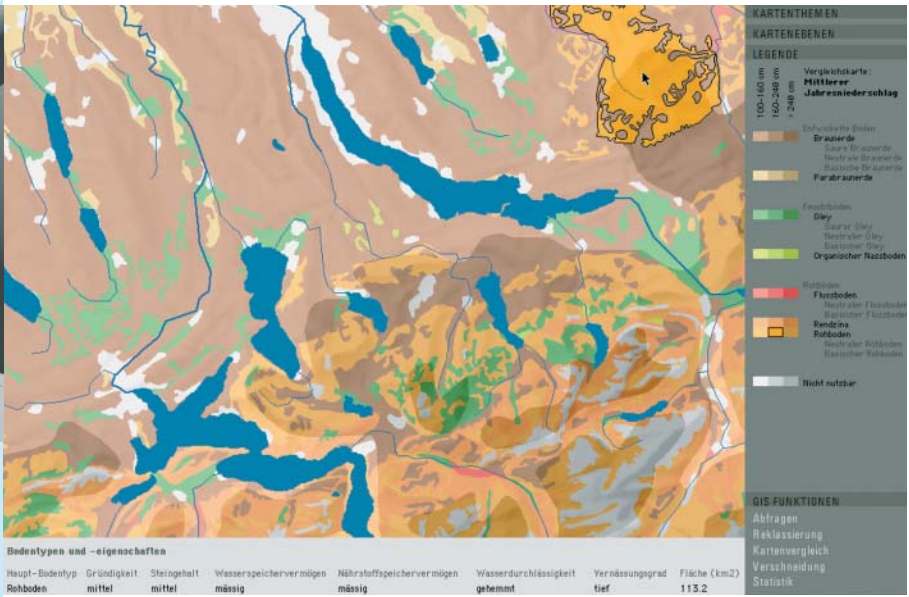 KARTENTHEMEN
KARTENEBENEN
LEGENDE
100-160 cm
160-240 cm
> 240 cm
Vergleichskarte:
Mittlerer
Jahresniederschlag
Entwickelte Böden
Braunerde
Saure Braunerde
Neutrale Braunerde
Basische Braunerde
Parabraunerde
Feuchtböden
Gley
Saurer Gley
Neutraler Gley
Basischer Gley
Organischer Nassboden
Rohböden
Flussboden
Neutraler Flussboden
Basischer Flussboden
Rendzina
Rohboden
Neutraler Rohboden
Basischer Rohboden
Nicht nutzbar
GIS-FUNKTIONEN
Abfragen
Reklassierung
Kartenvergleich
Verschneidung
Statistik
Bodentypen und -eigenschaften
Haupt-Bodentyp Gründigkeit Steingehalt Wasserspeichervermögen Nährstoffspeichervermögen Wasserdurchlässigkeit Vernässungsgrad Fläche (km2)
Rohboden mittel mittel mässig mässig gehemmt tief 113.2